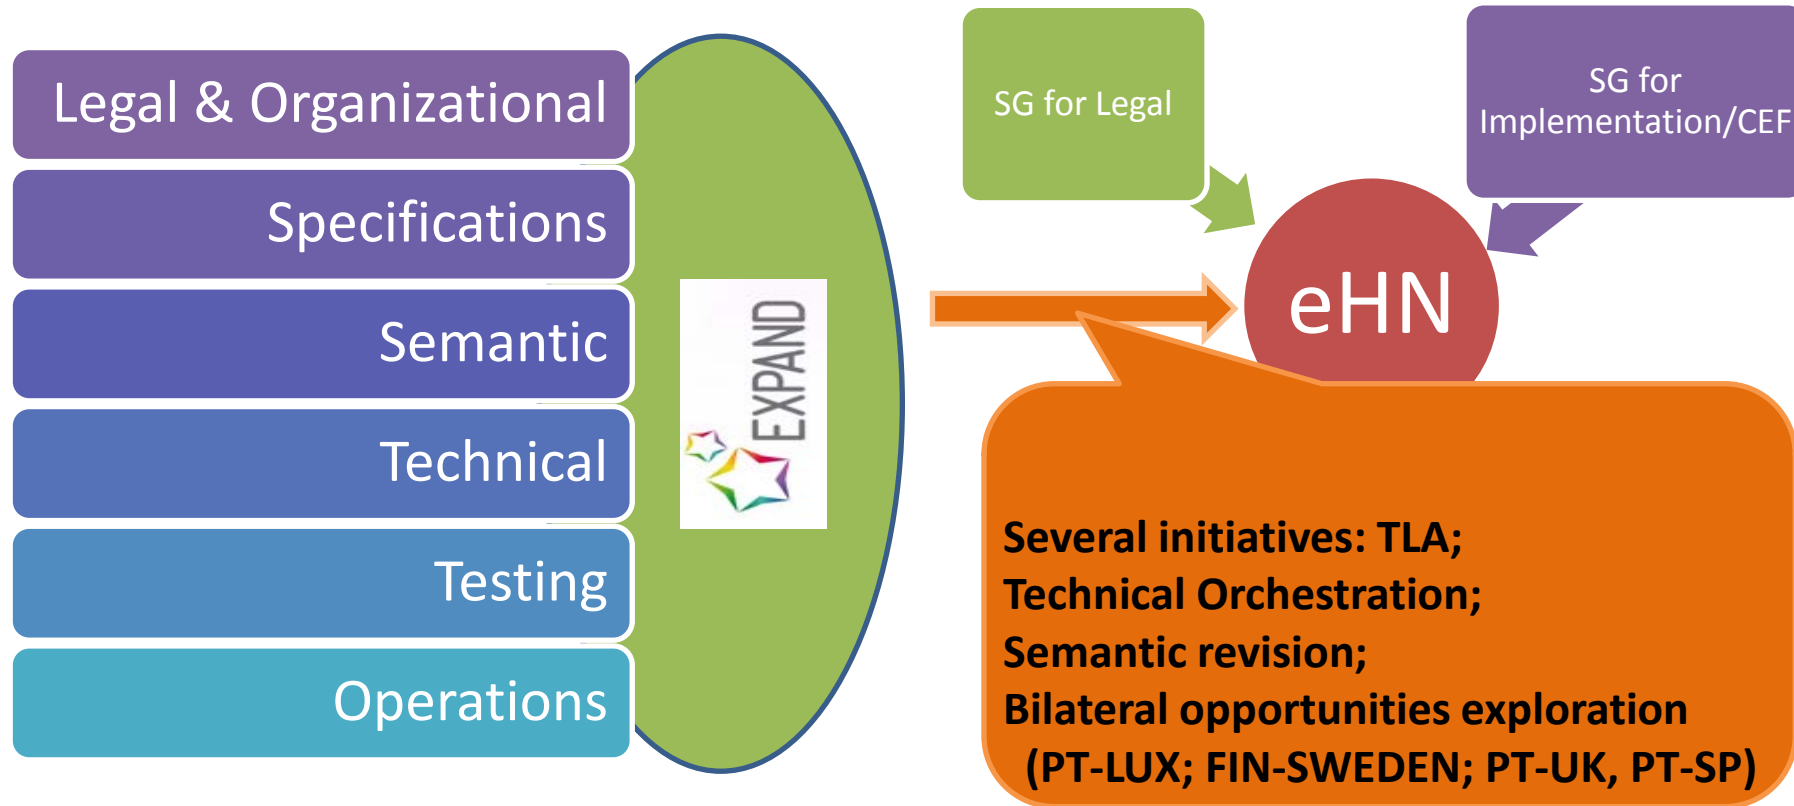 Legal & Organizational
Specifications
Semantic
Technical
Testing
Operations
EXPAND
SG for Legal
SG for
Implementation/CEF
eHN
Several initiatives: TLA;
Technical Orchestration;
Semantic revision;
Bilateral opportunities exploration
(PT-LUX; FIN-SWEDEN; PT-UK, PT-SP)